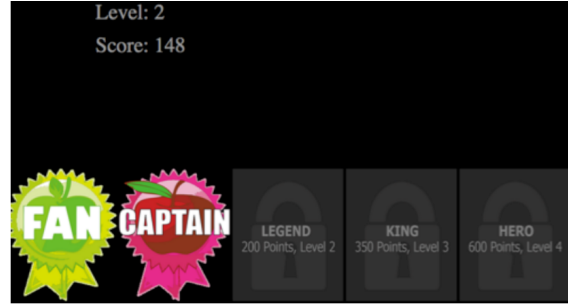 Level: 2
Score: 148
FAN
CAPTAIN
LEGEND
200 Points, Level 2
KING
350 Points, Level 3
HERO
600 Points, Level 4